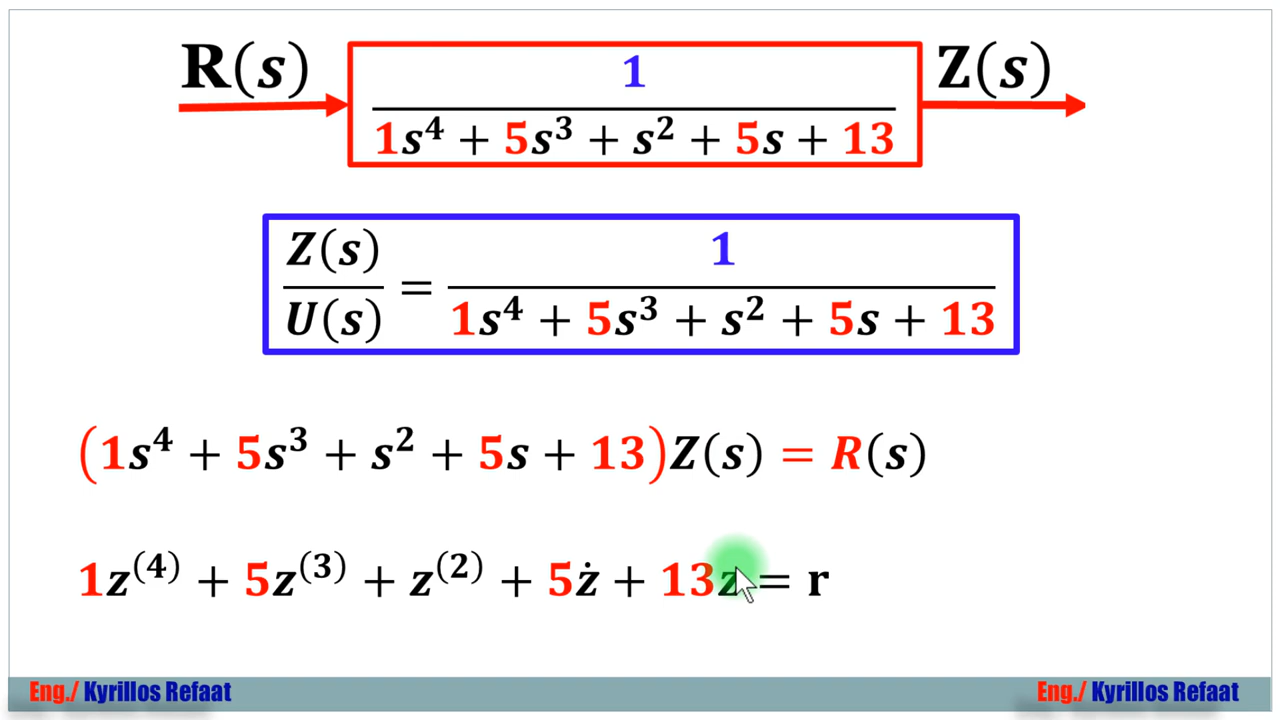 R(s)
1
1s⁴ + 5s³ + s² + 5s + 13
Z(s)
Z(s)/U(s) = 1/(1s⁴ + 5s³ + s² + 5s + 13)
(1s⁴ + 5s³ + s² + 5s + 13)Z(s) = R(s)
1z⁽⁴⁾ + 5z⁽³⁾ + z⁽²⁾ + 5ż + 13z = r
Eng./ Kyrillos Refaat
Eng./ Kyrillos Refaat